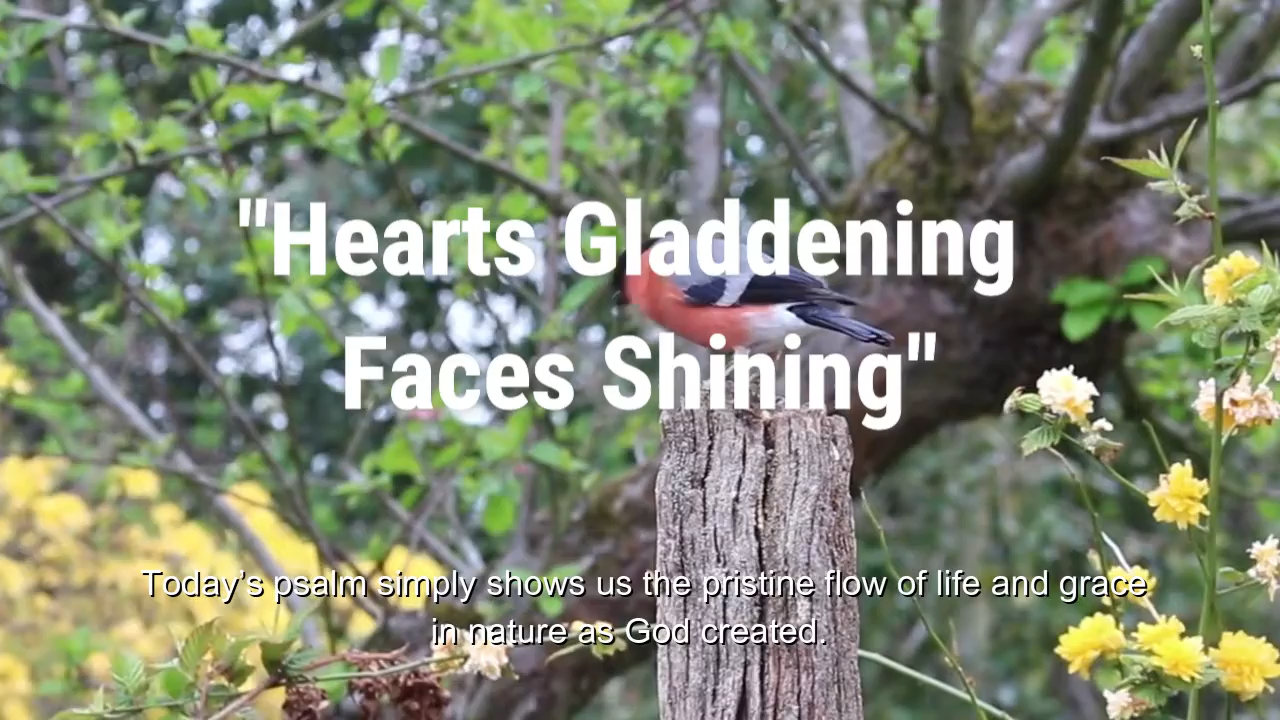 "Hearts Gladdening
Faces Shining"
Today's psalm simply shows us the pristine flow of life and grace
in nature as God created.